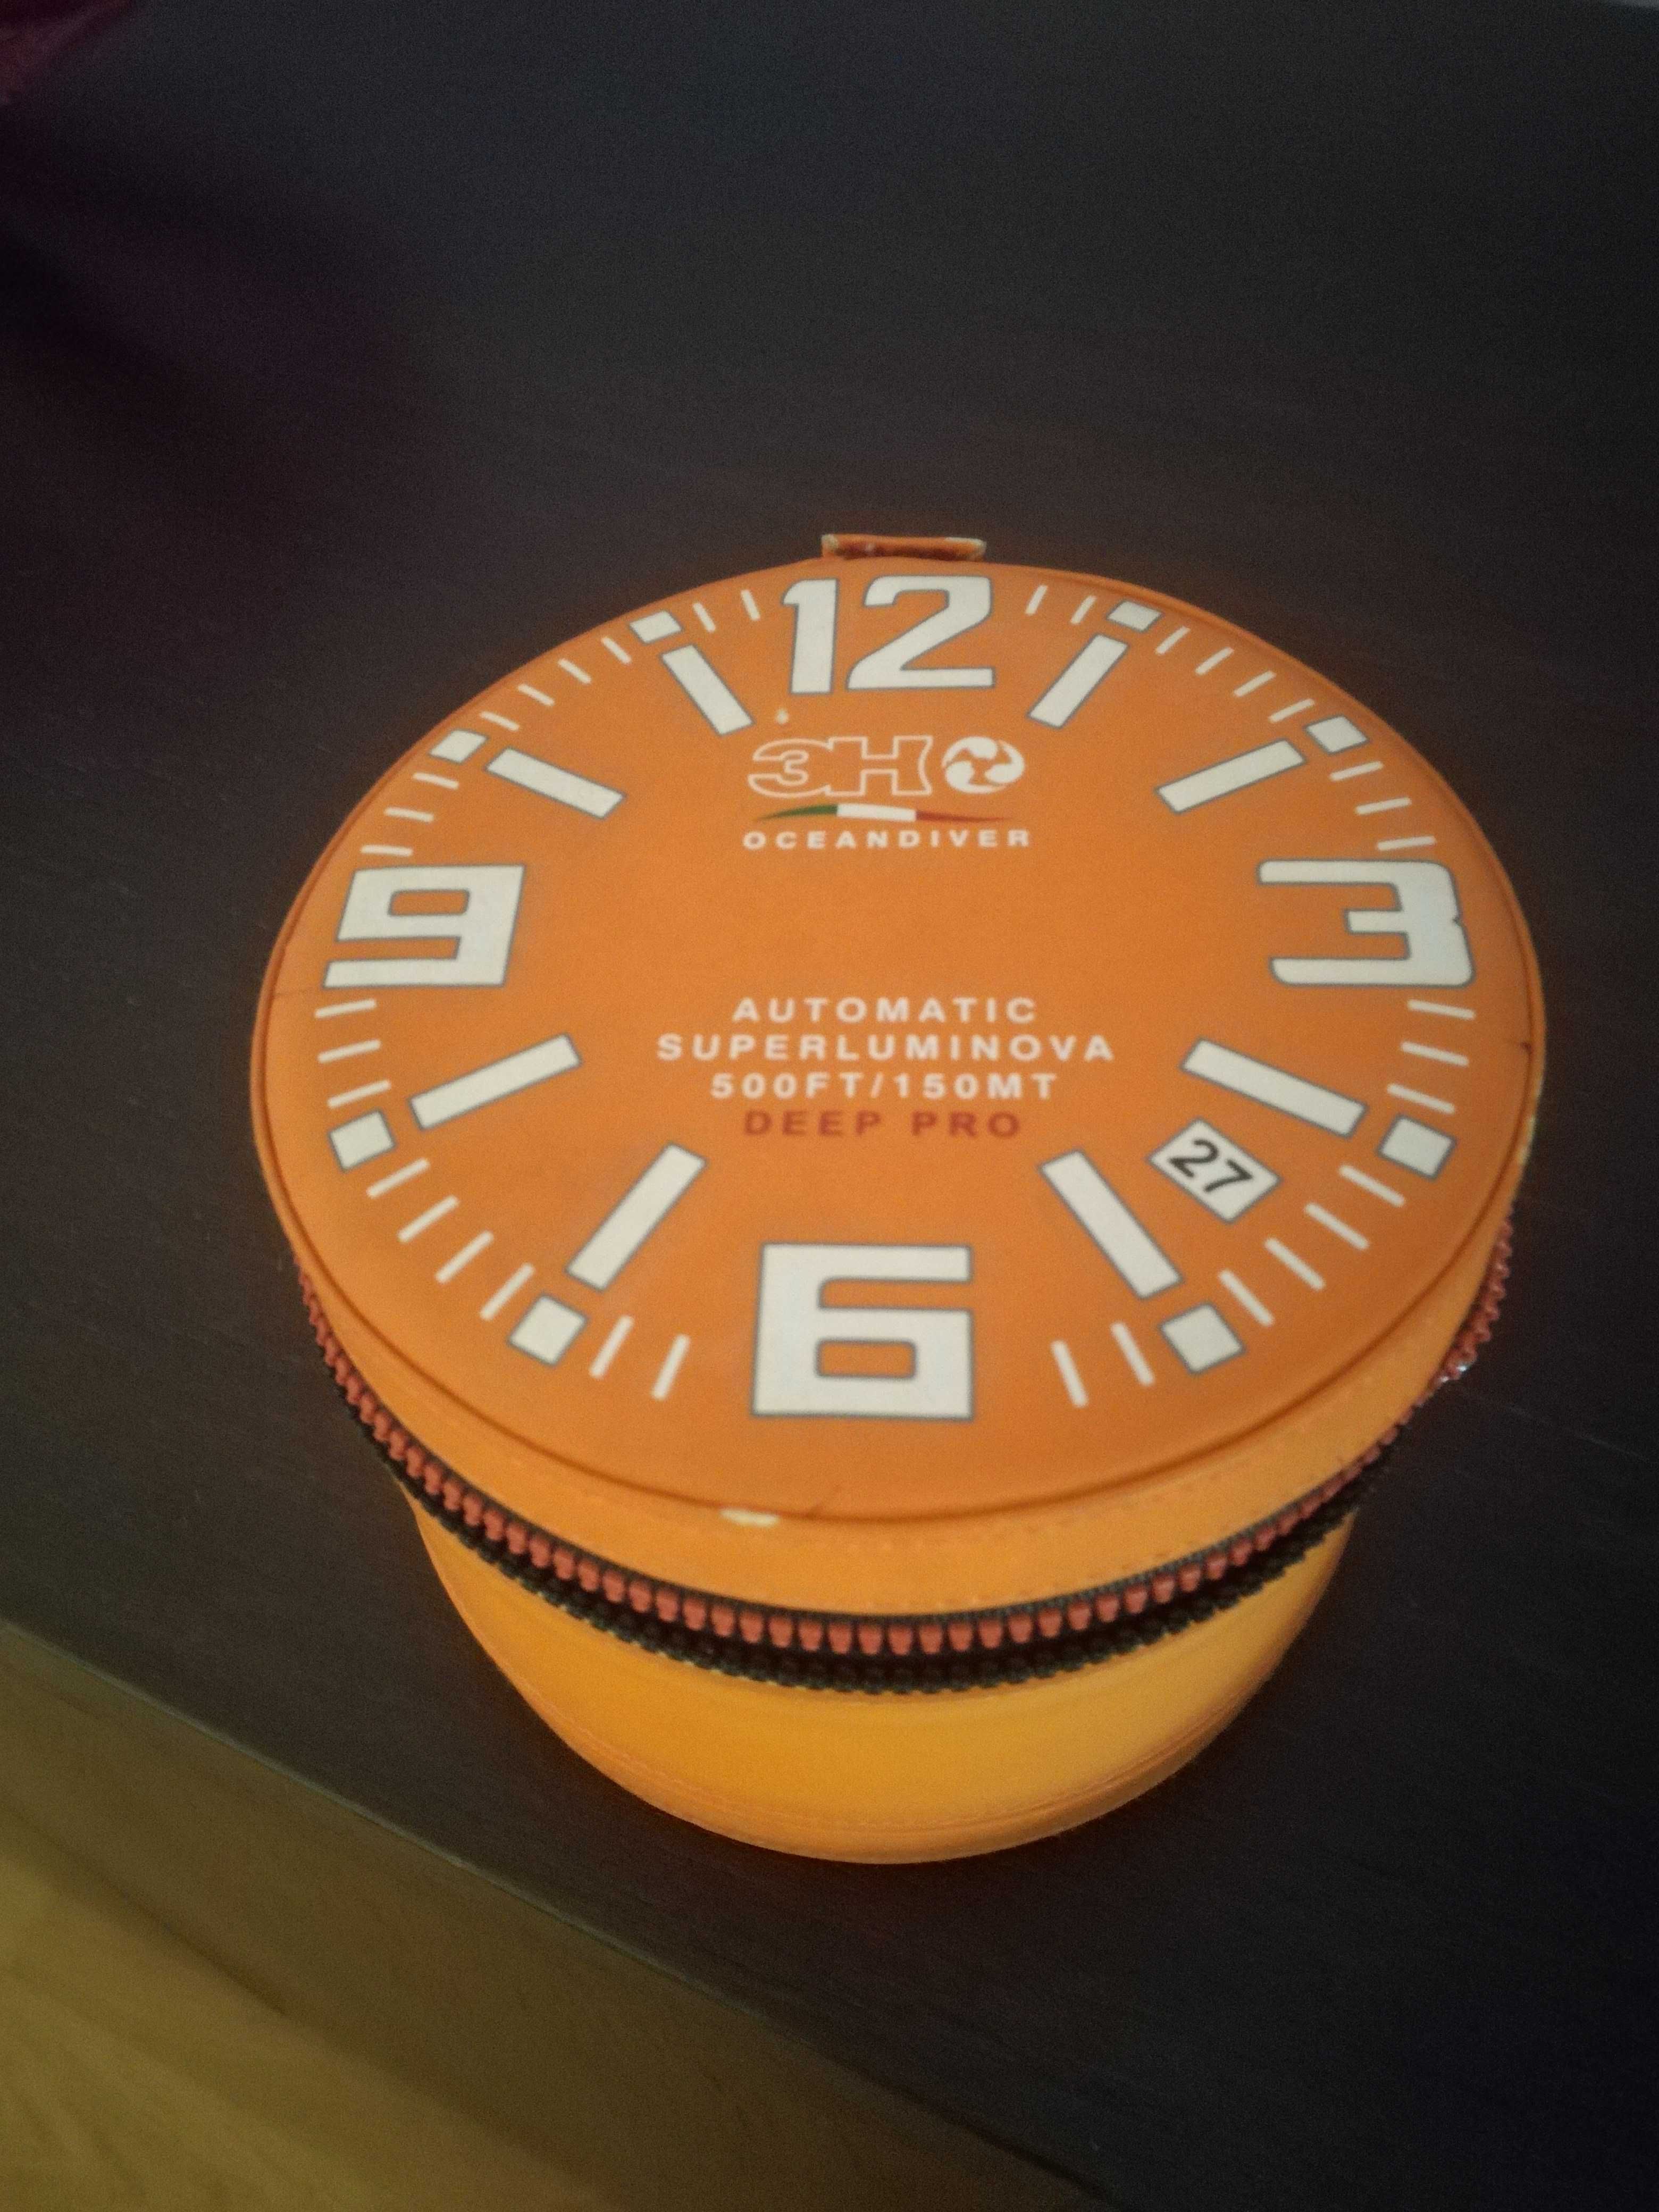 12
3H
OCEANDIVER
9
3
AUTOMATIC
SUPERLUMINOVA
500FT/150MT
DEEP PRO
27
6